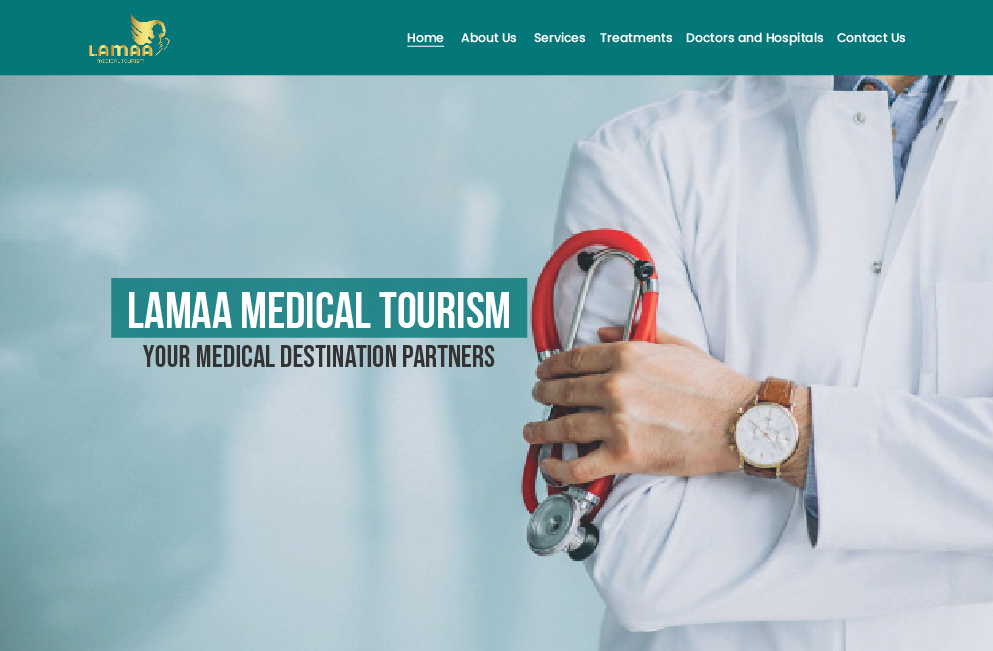 LAMAA
MEDICAL TOURISM
Home About Us Services Treatments Doctors and Hospitals Contact Us
LAMAA MEDICAL TOURISM
YOUR MEDICAL DESTINATION PARTNERS